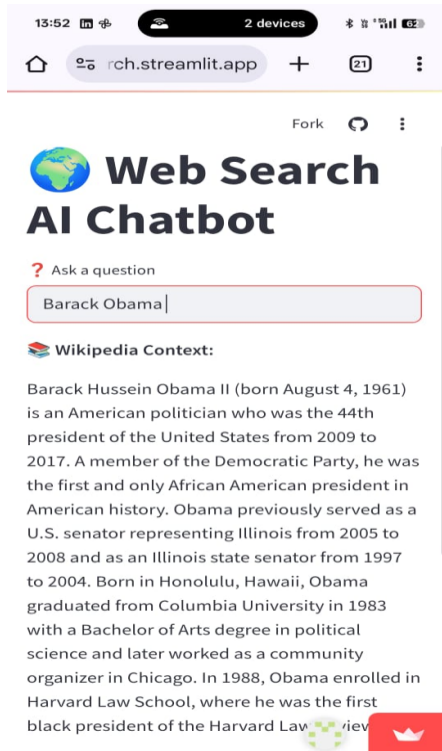 13:52
2 devices
5G
62
rch.streamlit.app
21
Fork
Web Search
AI Chatbot
Ask a question
Barack Obama
Wikipedia Context:
Barack Hussein Obama II (born August 4, 1961)
is an American politician who was the 44th
president of the United States from 2009 to
2017. A member of the Democratic Party, he was
the first and only African American president in
American history. Obama previously served as a
U.S. senator representing Illinois from 2005 to
2008 and as an Illinois state senator from 1997
to 2004. Born in Honolulu, Hawaii, Obama
graduated from Columbia University in 1983
with a Bachelor of Arts degree in political
science and later worked as a community
organizer in Chicago. In 1988, Obama enrolled in
Harvard Law School, where he was the first
black president of the Harvard Law